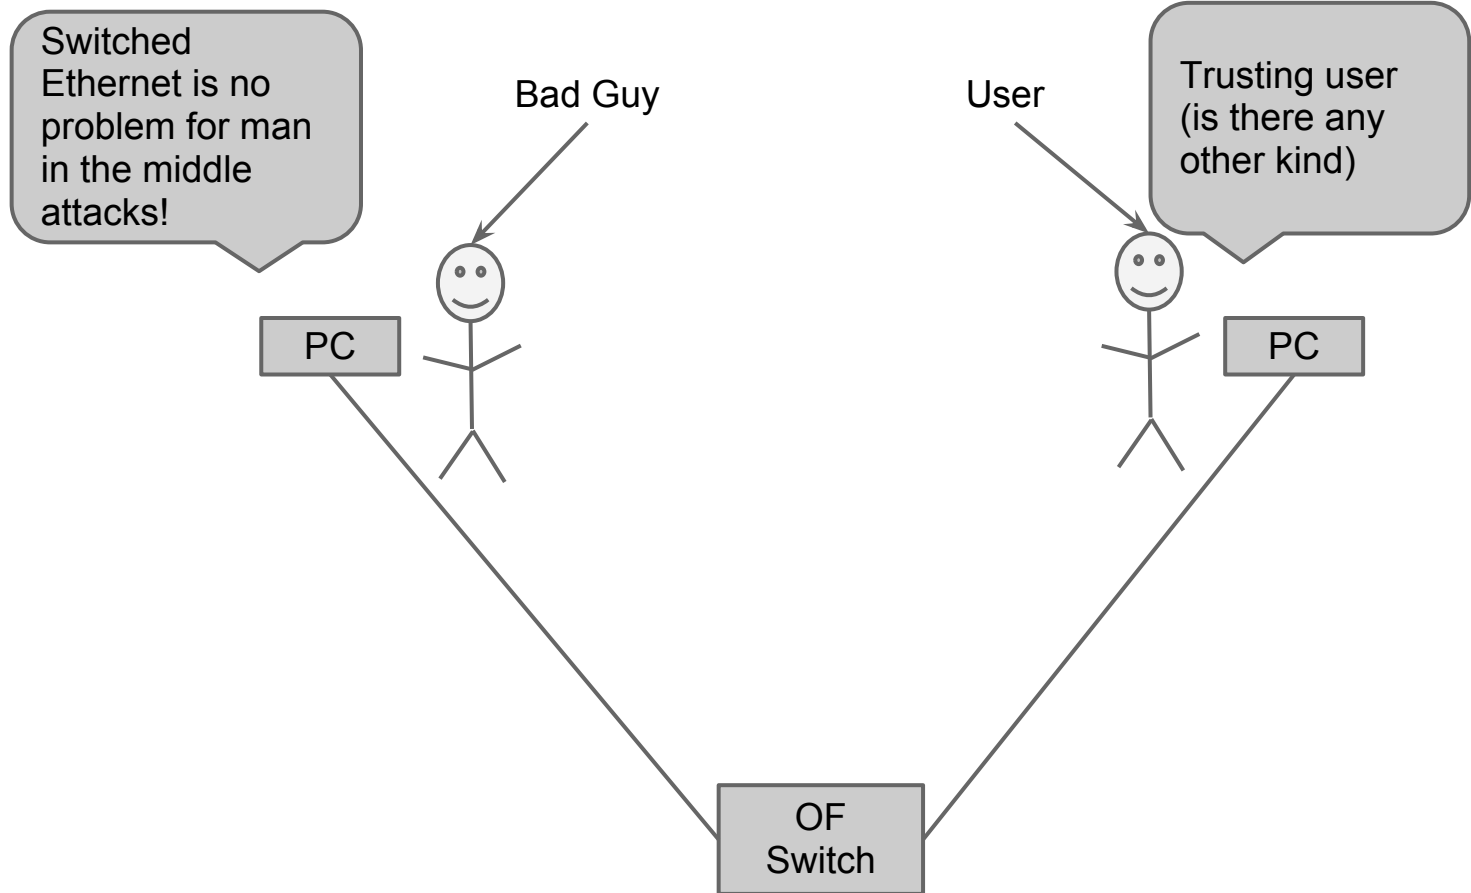 Switched
Ethernet is no
problem for man
in the middle
attacks!
Bad Guy
User
Trusting user
(is there any
other kind)
PC
PC
OF
Switch